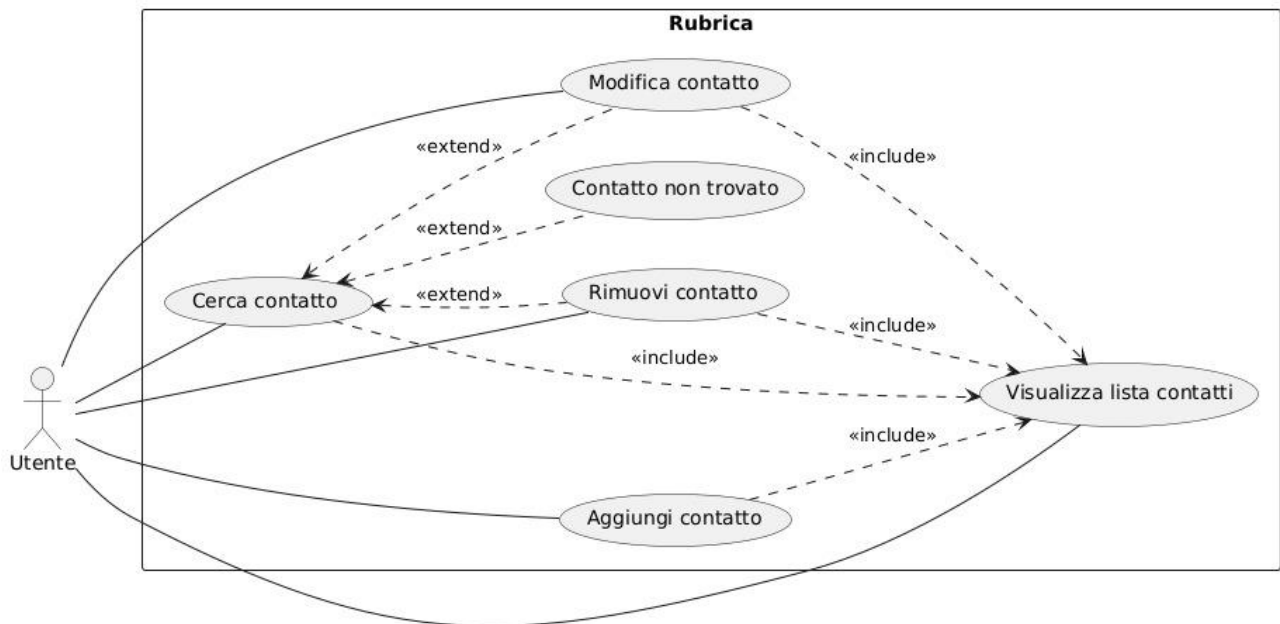 Rubrica
Modifica contatto
«extend»
«include»
Contatto non trovato
«extend»
Cerca contatto
«extend»
Rimuovi contatto
«include»
«include»
Visualizza lista contatti
Utente
«include»
Aggiungi contatto